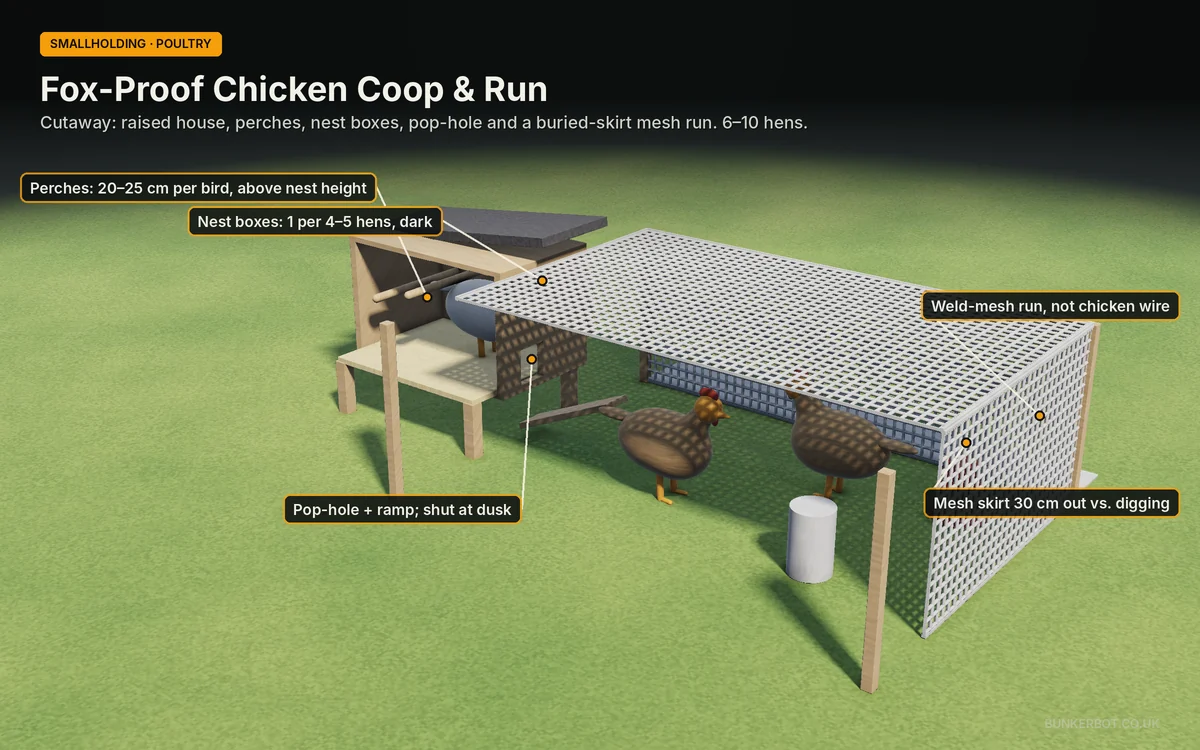 SMALLHOLDING · POULTRY
Fox-Proof Chicken Coop & Run
Cutaway: raised house, perches, nest boxes, pop-hole and a buried-skirt mesh run. 6–10 hens.
Perches: 20–25 cm per bird, above nest height
Nest boxes: 1 per 4–5 hens, dark
Weld-mesh run, not chicken wire
Mesh skirt 30 cm out vs. digging
Pop-hole + ramp; shut at dusk
BUNKERBOT.CO.UK